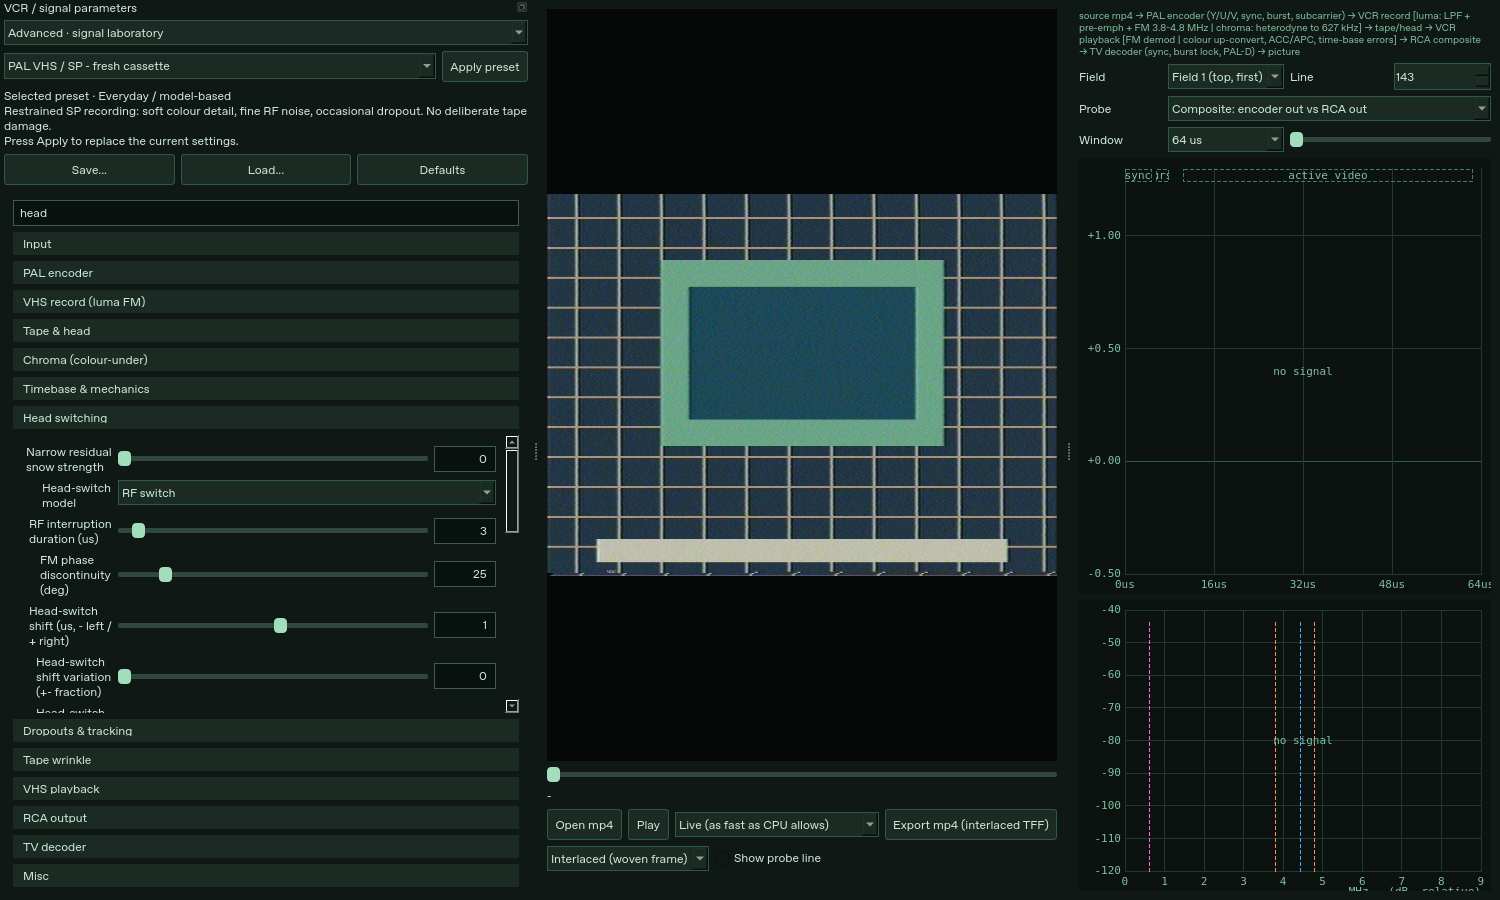 VCR / signal parameters
Advanced · signal laboratory
PAL VHS / SP - fresh cassette
Apply preset
Selected preset · Everyday / model-based
Restrained SP recording: soft colour detail, fine RF noise, occasional dropout. No deliberate tape
damage.
Press Apply to replace the current settings.
Save...
Load...
Defaults
head
Input
PAL encoder
VHS record (luma FM)
Tape & head
Chroma (colour-under)
Timebase & mechanics
Head switching
Narrow residual
snow strength
0
Head-switch
model
RF switch
RF interruption
duration (us)
3
FM phase
discontinuity
(deg)
25
Head-switch
shift (us, - left /
+ right)
1
Head-switch
shift variation
(+- fraction)
0
Head-switch
Dropouts & tracking
Tape wrinkle
VHS playback
RCA output
TV decoder
Misc
-
Open mp4
Play
Live (as fast as CPU allows)
Export mp4 (interlaced TFF)
Interlaced (woven frame)
Show probe line
source mp4 → PAL encoder (Y/U/V, sync, burst, subcarrier) → VCR record [luma: LPF +
pre-emph + FM 3.8-4.8 MHz | chroma: heterodyne to 627 kHz] → tape/head → VCR
playback [FM demod | colour up-convert, ACC/APC, time-base errors] → RCA composite
→ TV decoder (sync, burst lock, PAL-D) → picture
Field
Field 1 (top, first)
Line
143
Probe
Composite: encoder out vs RCA out
Window
64 us
sync
active video
+1.00
+0.50
no signal
+0.00
-0.50
0us 16us 32us 48us 64us
-40
-50
-60
-70
-80
no signal
-90
-100
-110
-120
0 1 2 3 4 5 6 7 8 9
MHz (dB, relative)